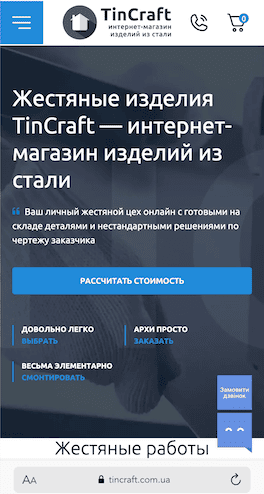 TinCraft
интернет-магазин
изделий из стали
0
Жестяные изделия
TinCraft — интернет-
магазин изделий из
стали
Ваш личный жестяной цех онлайн с готовыми на
складе деталями и нестандартными решениями по
чертежу заказчика
РАССЧИТАТЬ СТОИМОСТЬ
ДОВОЛЬНО ЛЕГКО
ВЫБРАТЬ
АРХИ ПРОСТО
ЗАКАЗАТЬ
ВЕСЬМА ЭЛЕМЕНТАРНО
СМОНТИРОВАТЬ
Замовити
дзвінок
Жестяные работы
AA
tincraft.com.ua